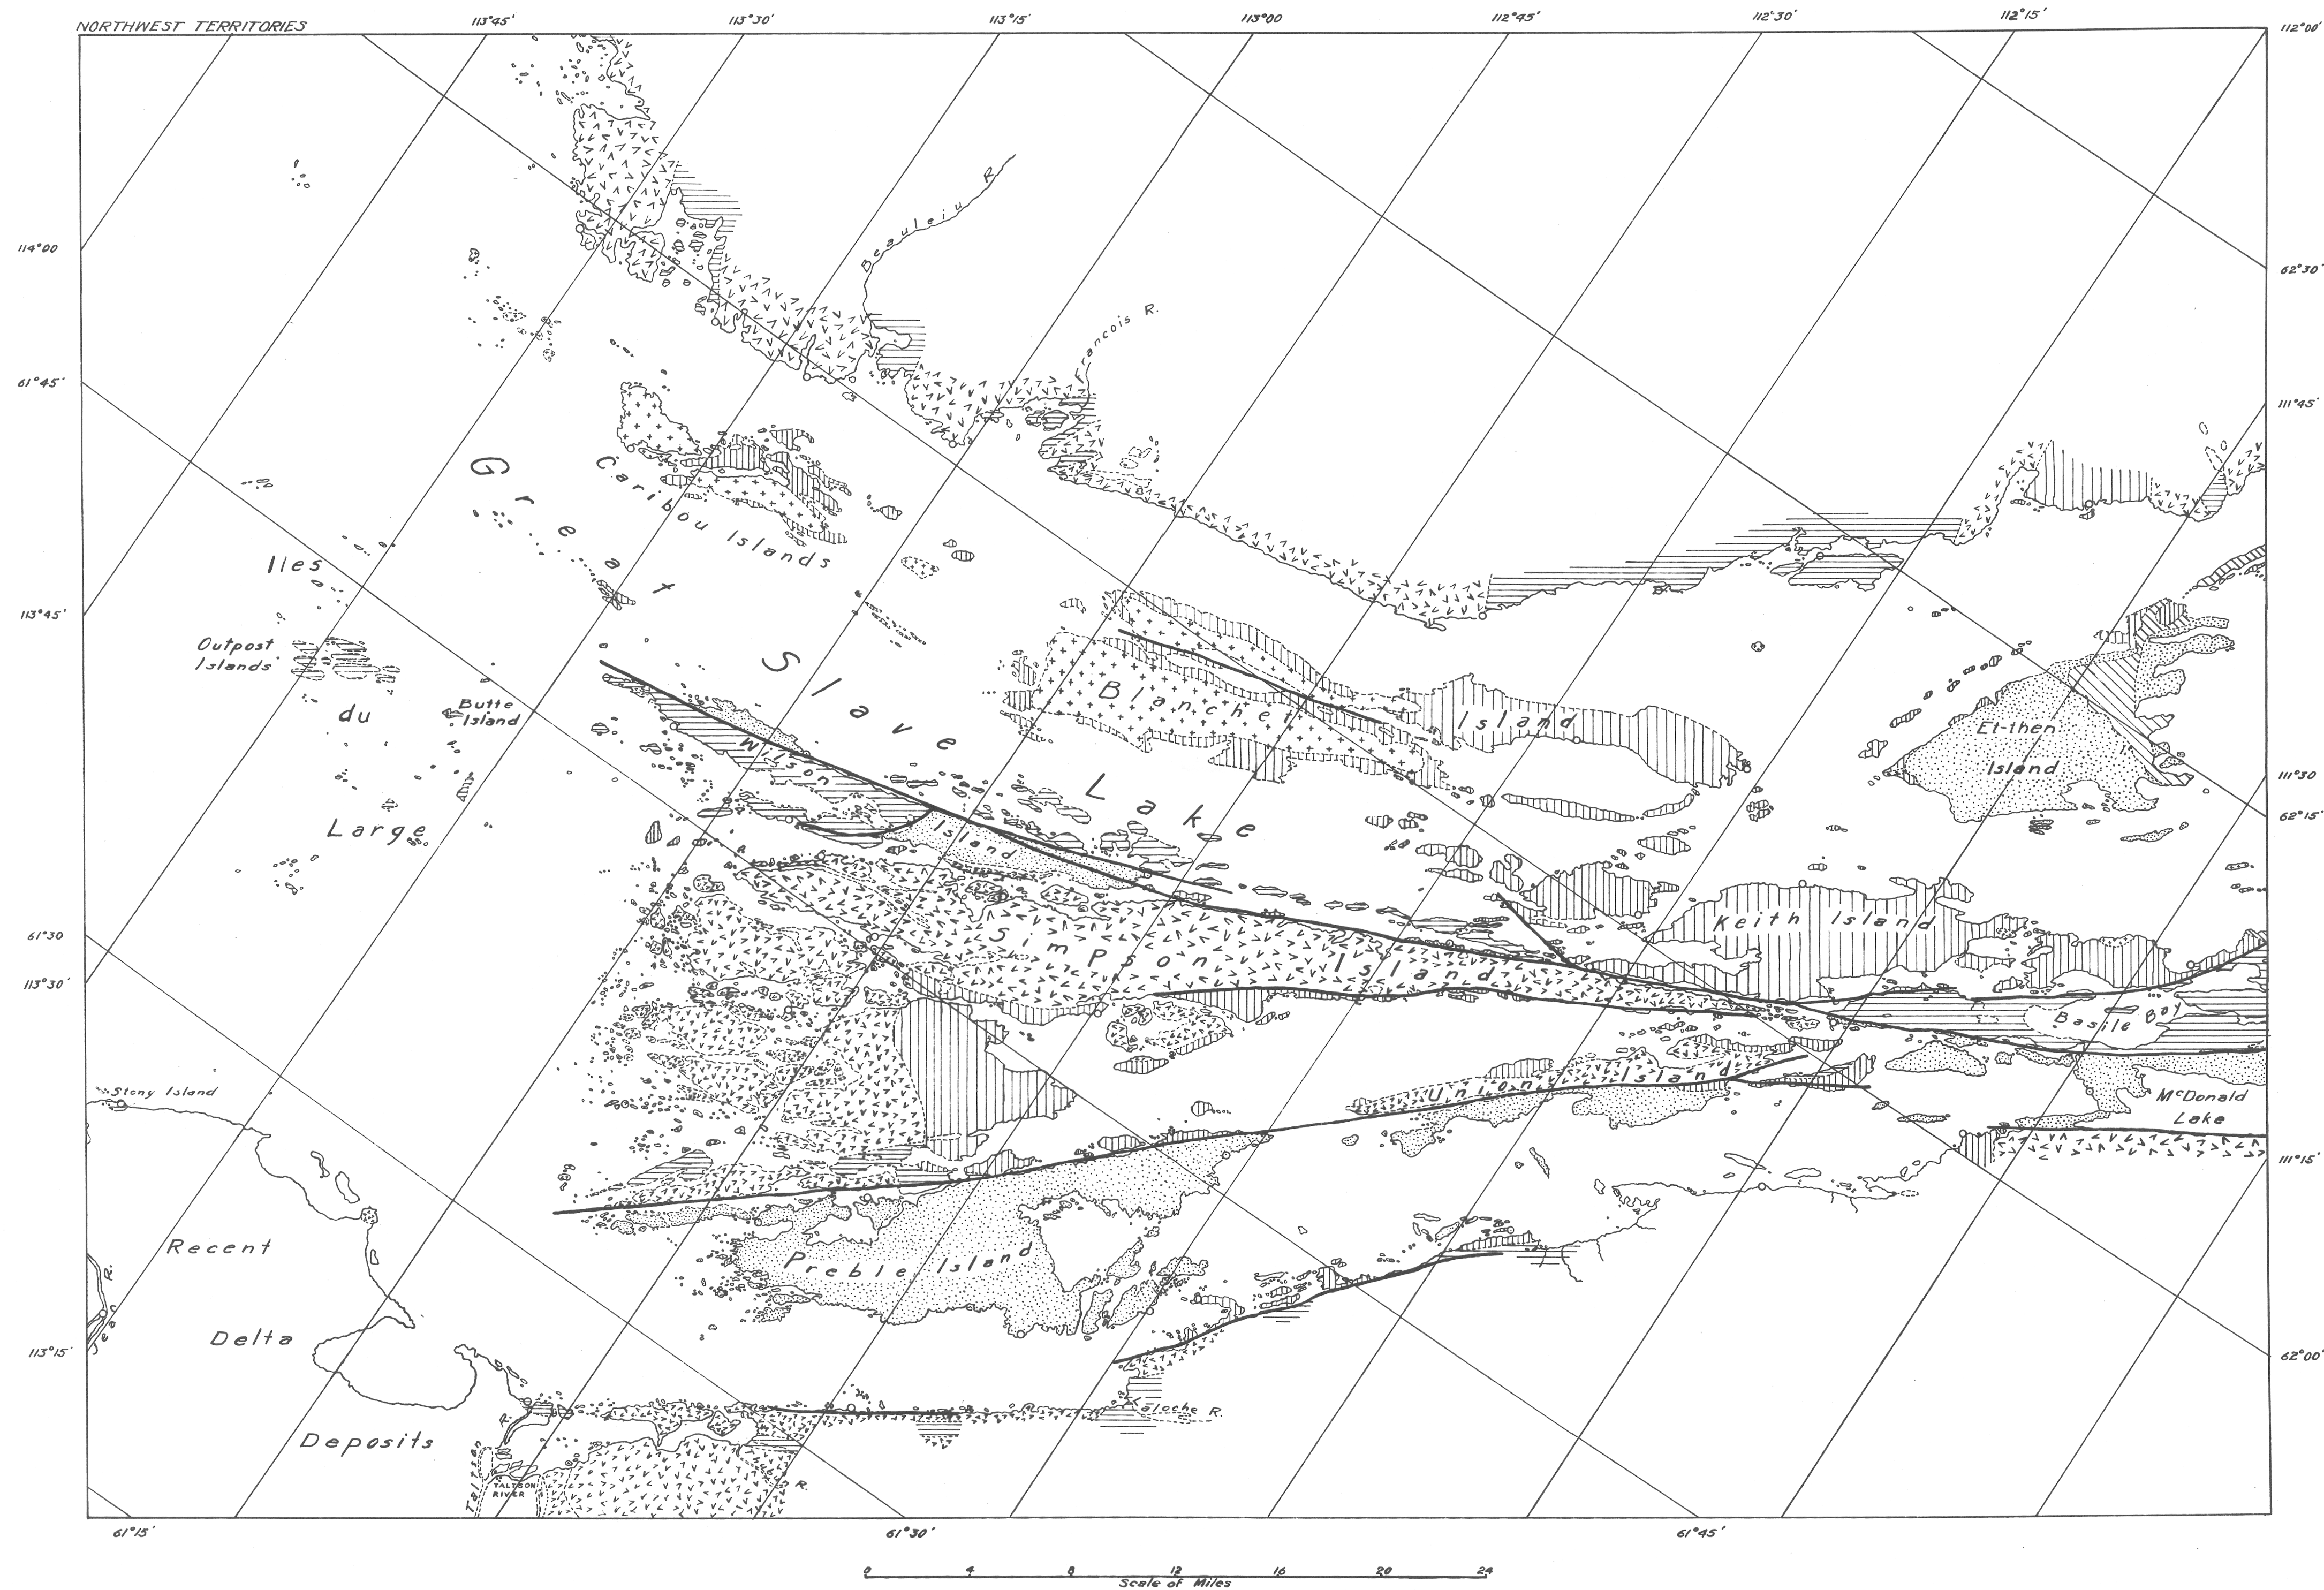 NORTHWEST TERRITORIES
113°45'
113°30'
113°15'
113°00
112°45'
112°30'
112°15'
112°00'
114°00
61°45'
113°45'
61°30
113°30'
113°15'
62°30'
111°45'
111°30
62°15'
111°15'
62°00'
61°15'
61°30'
61°45'
Beauleiu R
Francois R.
Great Slave Lake
Caribou Islands
Iles
du
Large
Outpost
Islands
Butte
Island
Wilson Island
Blanchet Island
Et-then
Island
Simpson Island
Keith Island
Basile Bay
Union Island
McDonald
Lake
Stony Island
Recent
Delta
Deposits
Preble Island
R.
Taltson R.
TALTSON
RIVER
R.
0 4 8 12 16 20 24
Scale of Miles